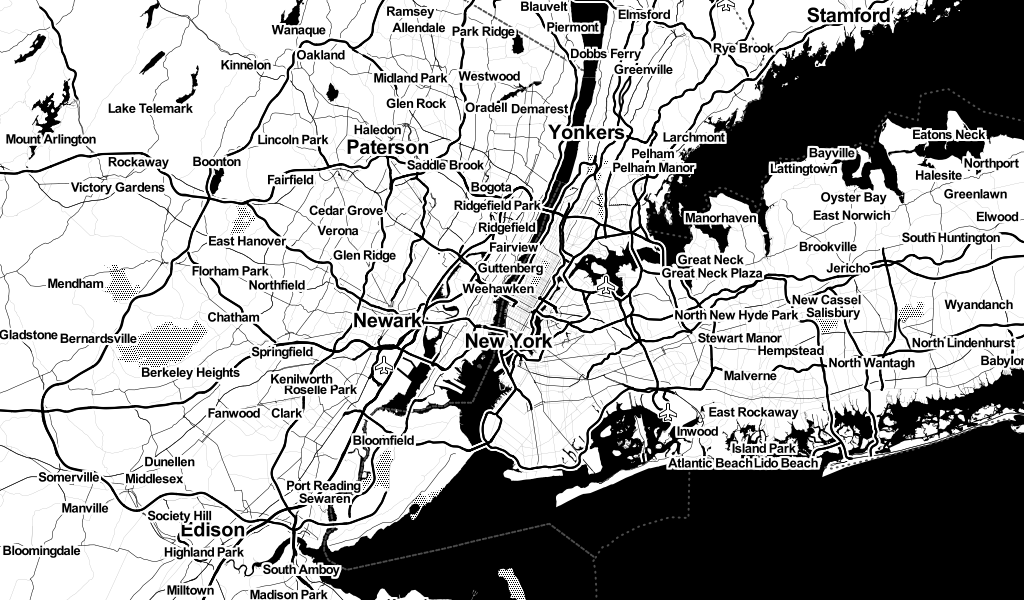 Blauvelt
Ramsey
Elmsford
Stamford
Allendale
Park Ridge
Piermont
Wanaque
Rye Brook
Oakland
Dobbs Ferry
Kinnelon
Greenville
Midland Park
Westwood
Glen Rock
Lake Telemark
Oradell
Demarest
Haledon
Yonkers
Eatons Neck
Mount Arlington
Lincoln Park
Larchmont
Paterson
Pelham
Bayville
Rockaway
Boonton
Saddle Brook
Pelham Manor
Lattingtown
Northport
Halesite
Victory Gardens
Fairfield
Bogota
Greenlawn
Oyster Bay
Ridgefield Park
Cedar Grove
East Norwich
Manorhaven
Elwood
Ridgefield
Verona
East Hanover
South Huntington
Fairview
Brookville
Glen Ridge
Great Neck
Florham Park
Guttenberg
Jericho
Great Neck Plaza
Mendham
Northfield
Weehawken
New Cassel
Wyandanch
Salisbury
Chatham
Newark
North New Hyde Park
Gladstone
Bernardsville
New York
Stewart Manor
North Lindenhurst
Springfield
Hempstead
North Wantagh
Babylon
Berkeley Heights
Malverne
Kenilworth
Roselle Park
Fanwood
Clark
East Rockaway
Inwood
Bloomfield
Island Park
Dunellen
Atlantic Beach
Lido Beach
Somerville
Middlesex
Port Reading
Sewaren
Manville
Society Hill
Edison
Bloomingdale
Highland Park
South Amboy
Milltown
Madison Park